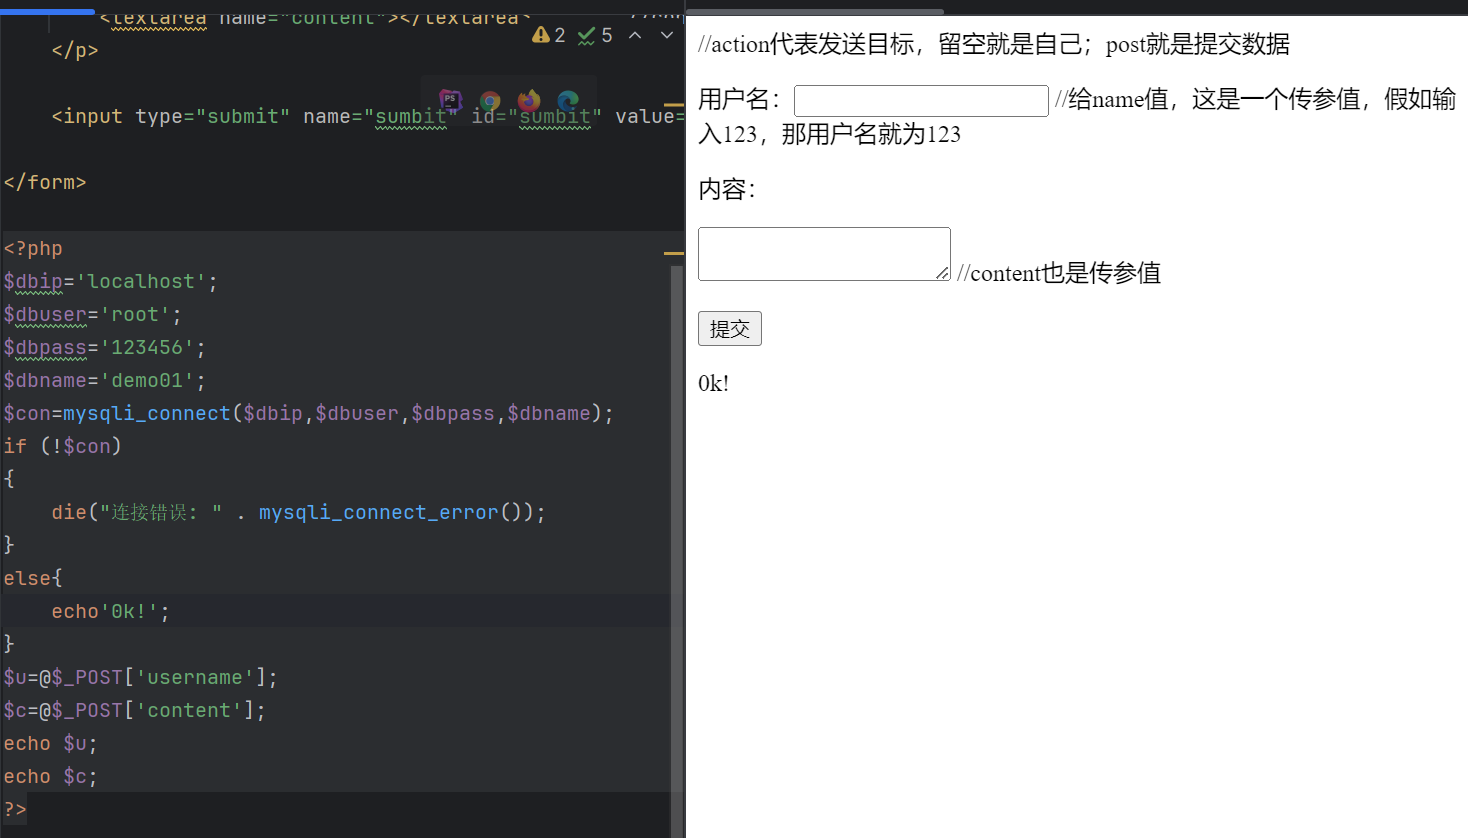 <textarea name="content"></textarea>
2 5
</p>
PS
<input type="submit" name="sumbit" id="sumbit" value=
</form>
<?php
$dbip='localhost';
$dbuser='root';
$dbpass='123456';
$dbname='demo01';
$con=mysqli_connect($dbip,$dbuser,$dbpass,$dbname);
if (!$con)
{
die("连接错误: " . mysqli_connect_error());
}
else{
echo'0k!';
}
$u=@$_POST['username'];
$c=@$_POST['content'];
echo $u;
echo $c;
?>
//action代表发送目标，留空就是自己；post就是提交数据
用户名： //给name值，这是一个传参值，假如输
入123，那用户名就为123
内容：
//content也是传参值
提交
0k!